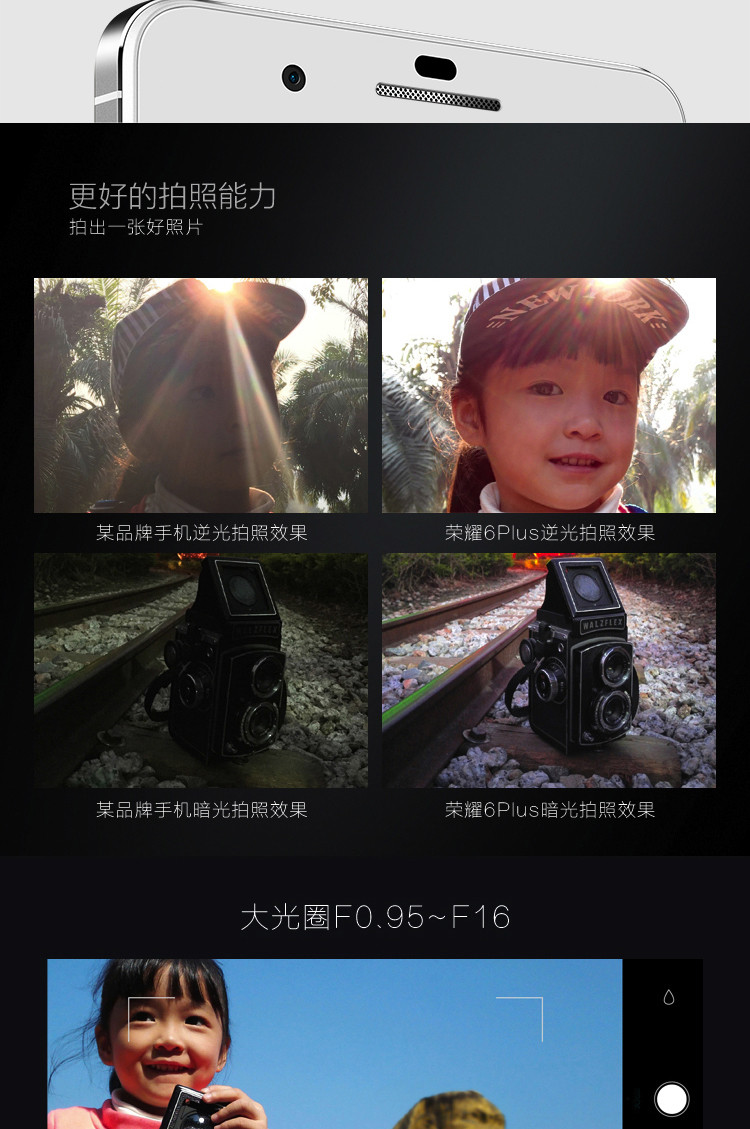 更好的拍照能力
拍出一张好照片
NEW YORK
某品牌手机逆光拍照效果
荣耀6Plus逆光拍照效果
WALZFLEX
某品牌手机暗光拍照效果
荣耀6Plus暗光拍照效果
大光圈F0.95~F16